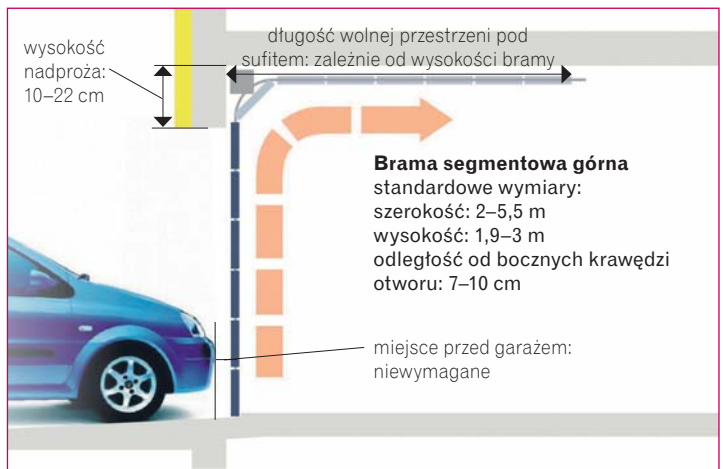 wysokość
nadproża:
10–22 cm
długość wolnej przestrzeni pod
sufitem: zależnie od wysokości bramy
Brama segmentowa górna
standardowe wymiary:
szerokość: 2–5,5 m
wysokość: 1,9–3 m
odległość od bocznych krawędzi
otworu: 7–10 cm
miejsce przed garażem:
niewymagane